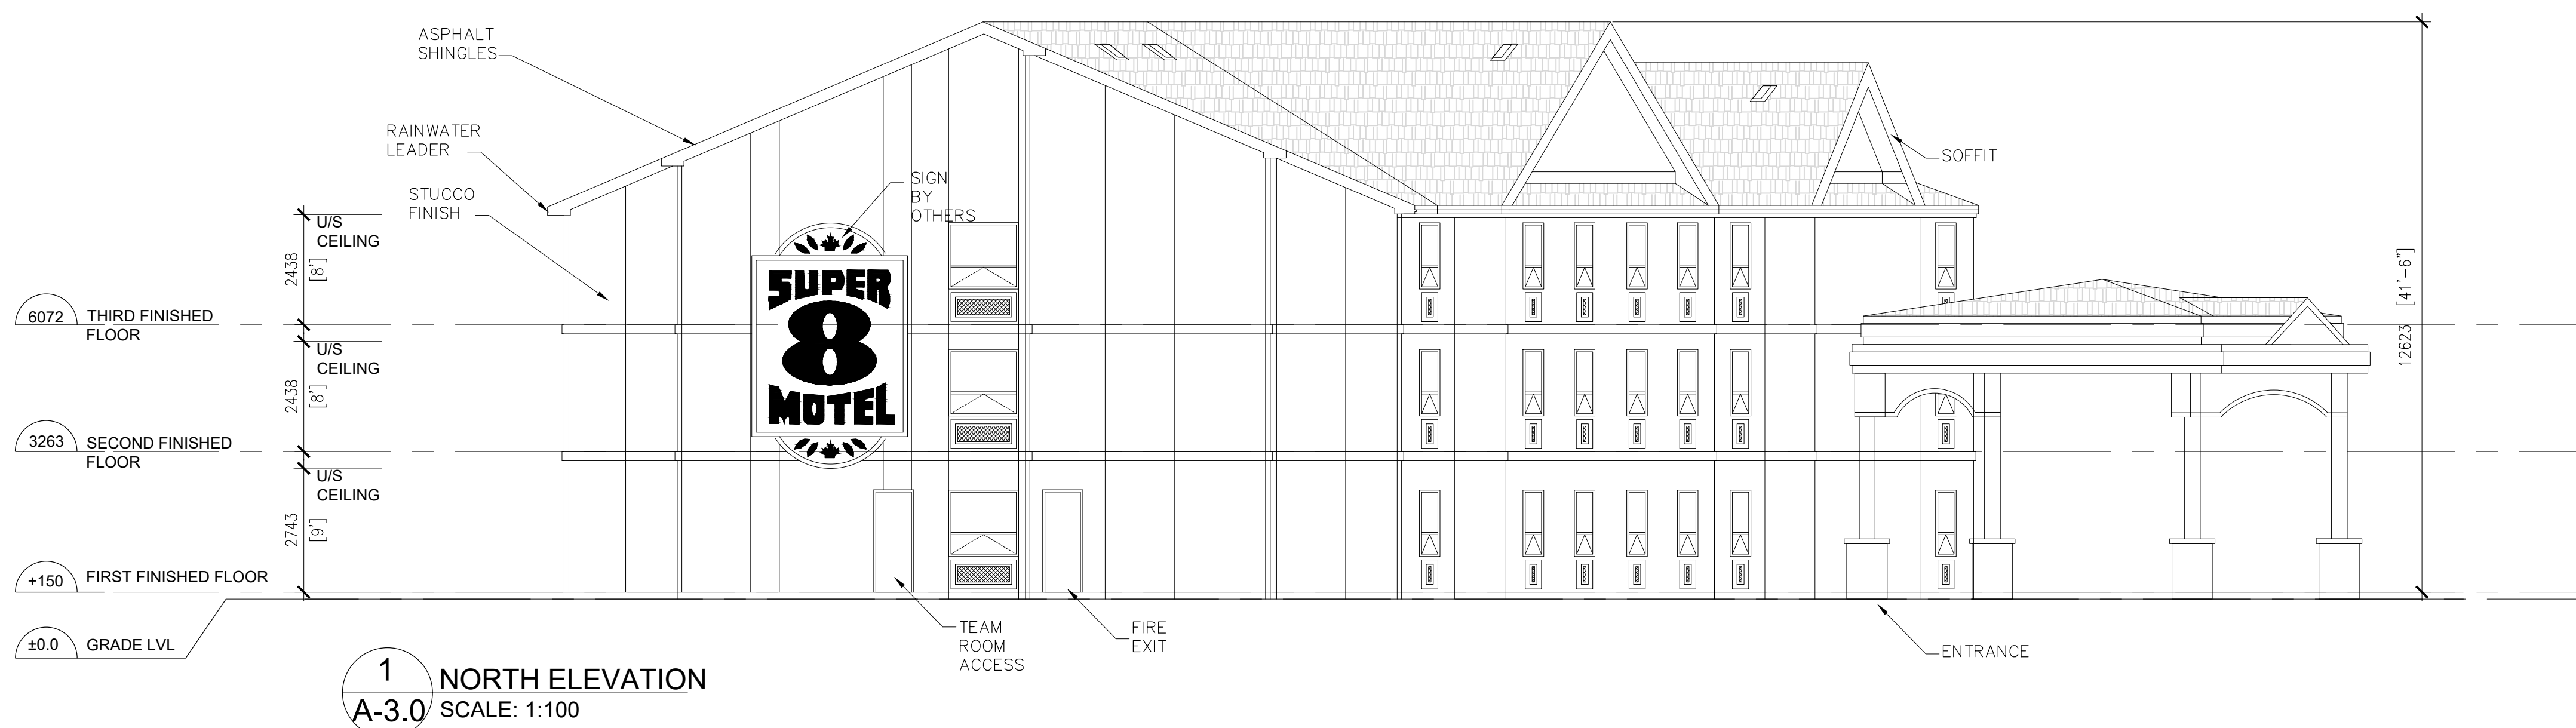 ASPHALT
SHINGLES
RAINWATER
LEADER
STUCCO
FINISH
SIGN
BY
OTHERS
SOFFIT
U/S
CEILING
2438
[8']
6072
THIRD FINISHED
FLOOR
U/S
CEILING
2438
[8']
3263
SECOND FINISHED
FLOOR
U/S
CEILING
2743
[9']
+150
FIRST FINISHED FLOOR
±0.0
GRADE LVL
SUPER
8
MOTEL
12623 [41'-6"]
TEAM
ROOM
ACCESS
FIRE
EXIT
ENTRANCE
1
A-3.0
NORTH ELEVATION
SCALE: 1:100